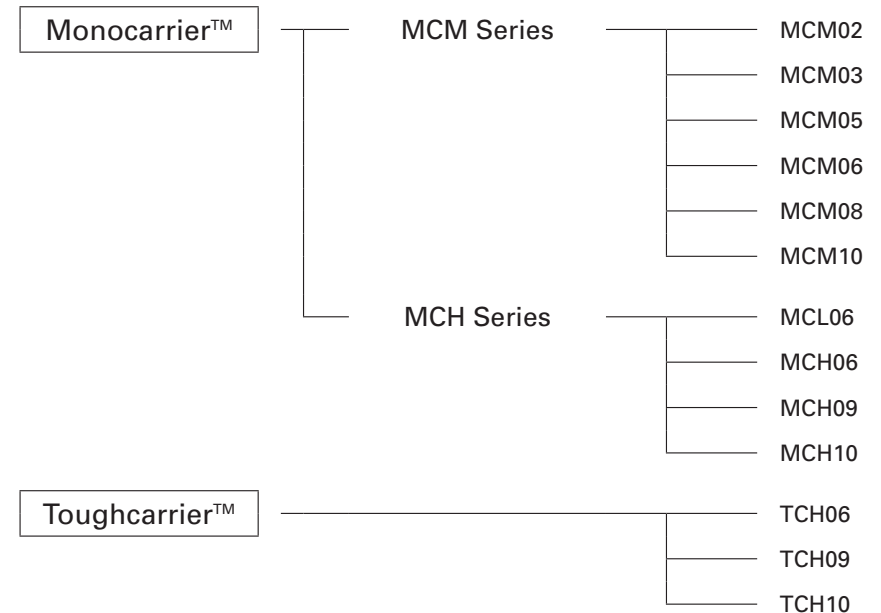 Monocarrier™
MCM Series
MCM02
MCM03
MCM05
MCM06
MCM08
MCM10
MCH Series
MCL06
MCH06
MCH09
MCH10
Toughcarrier™
TCH06
TCH09
TCH10